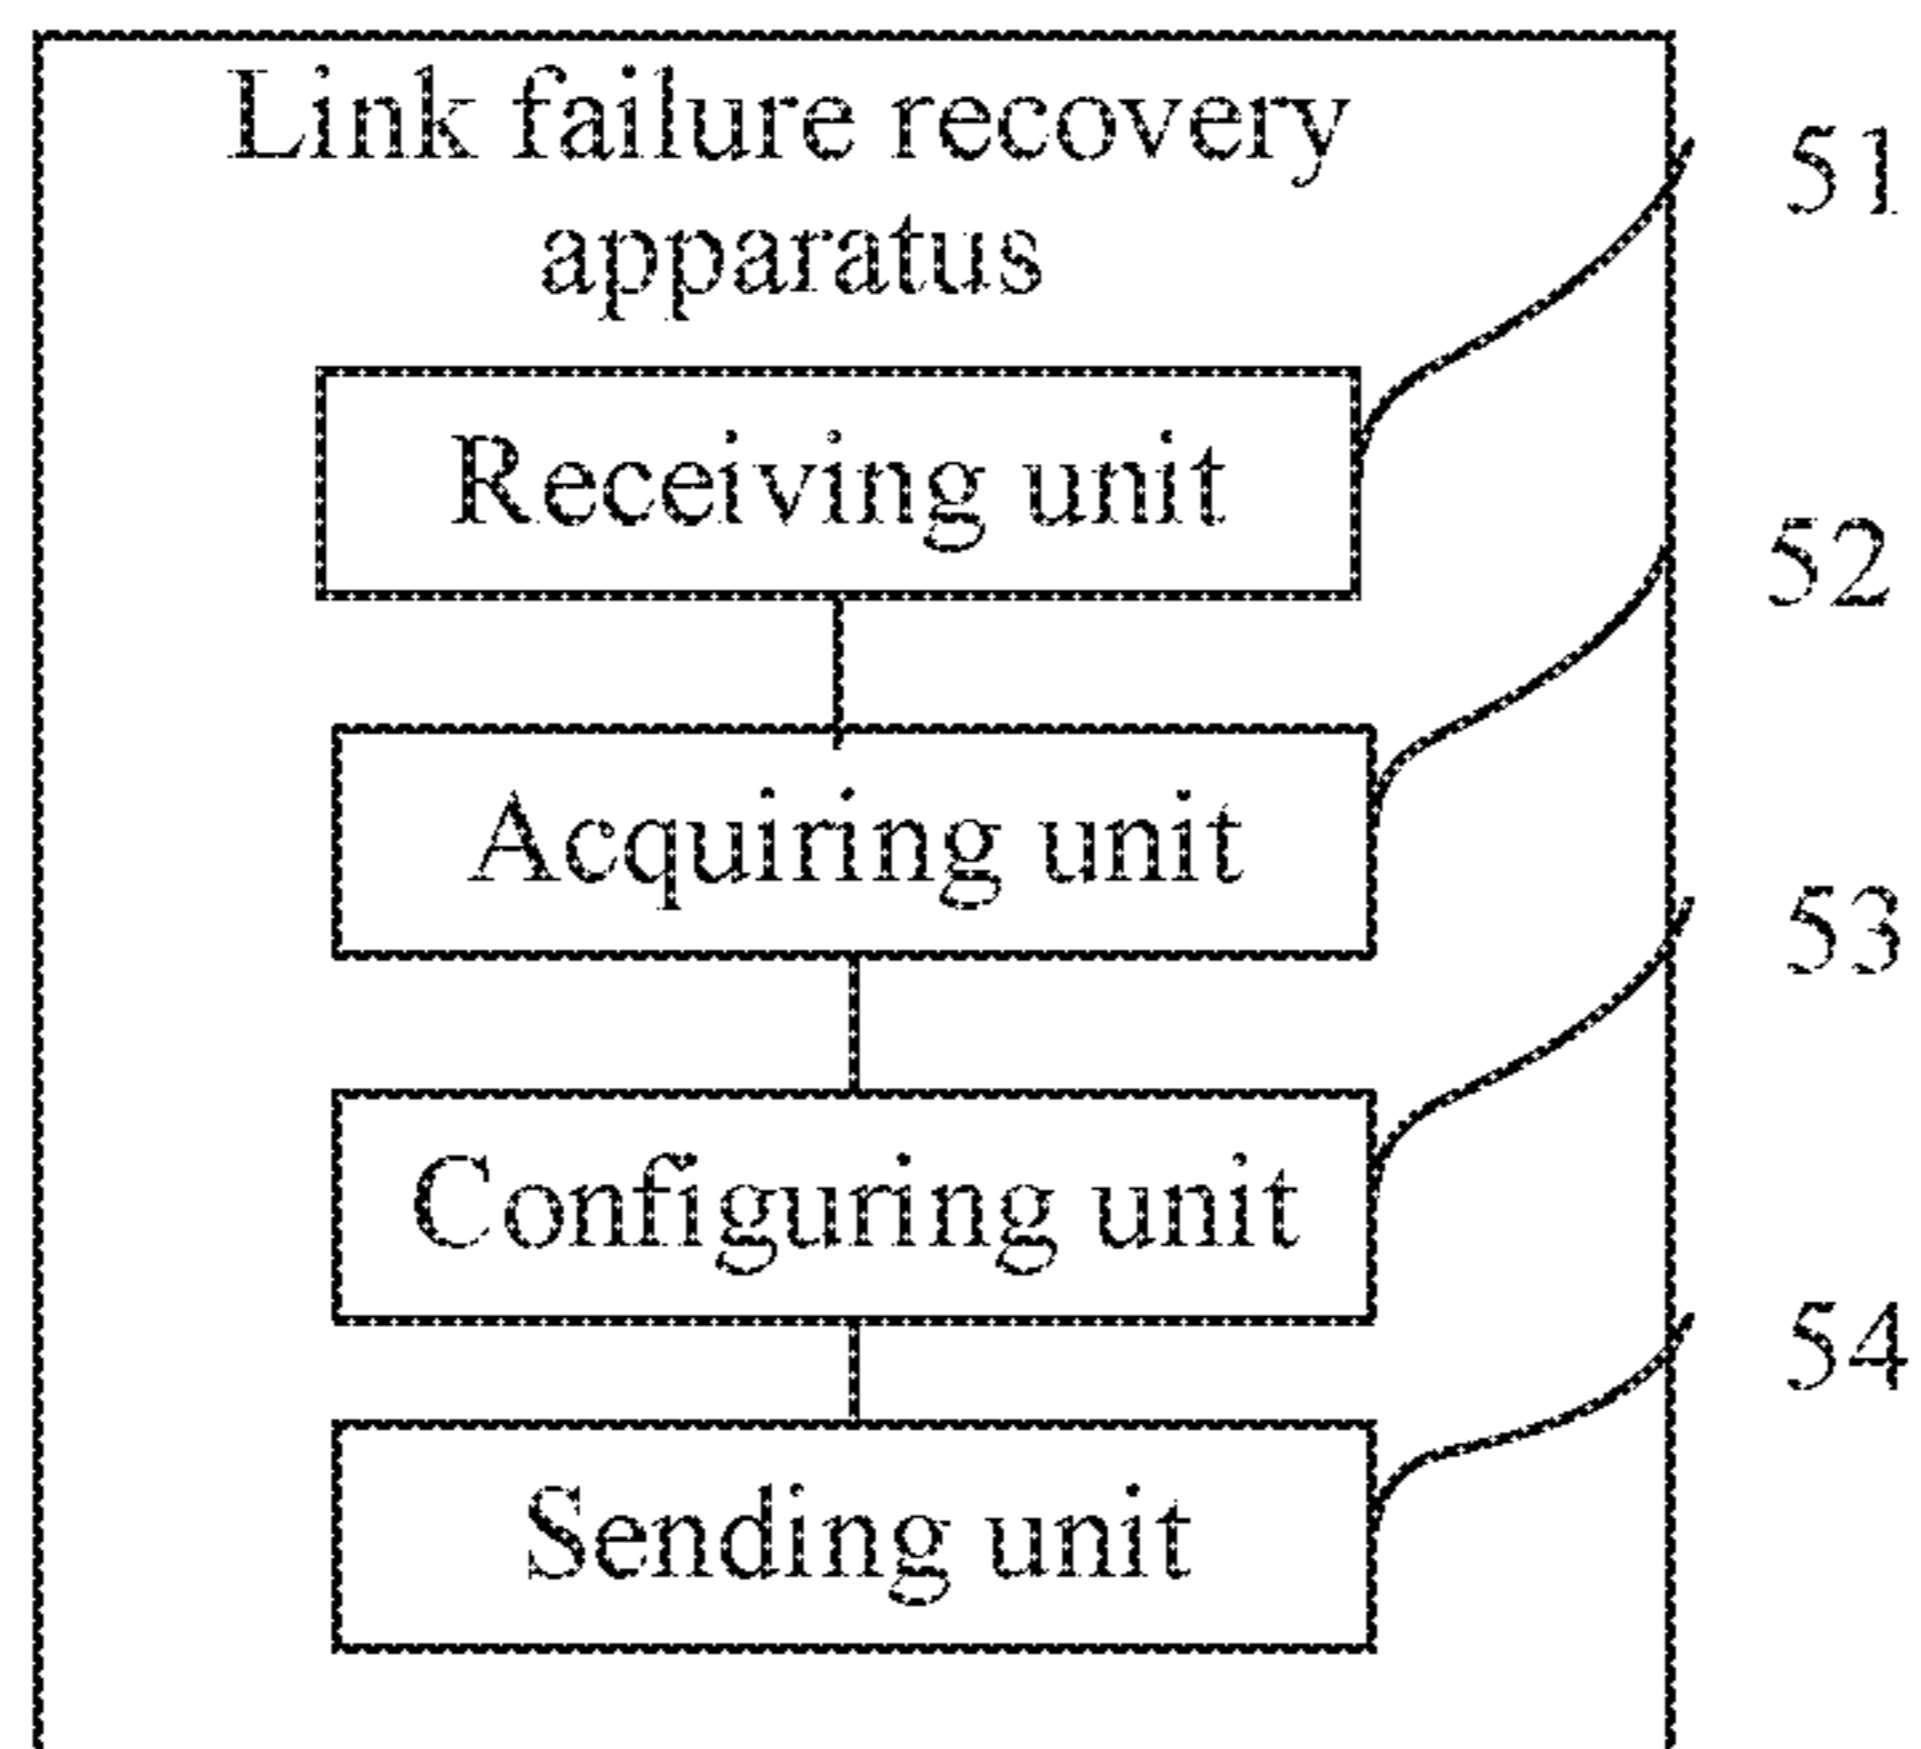 Link failure recovery
apparatus
51
Receiving unit
52
Acquiring unit
53
Configuring unit
54
Sending unit